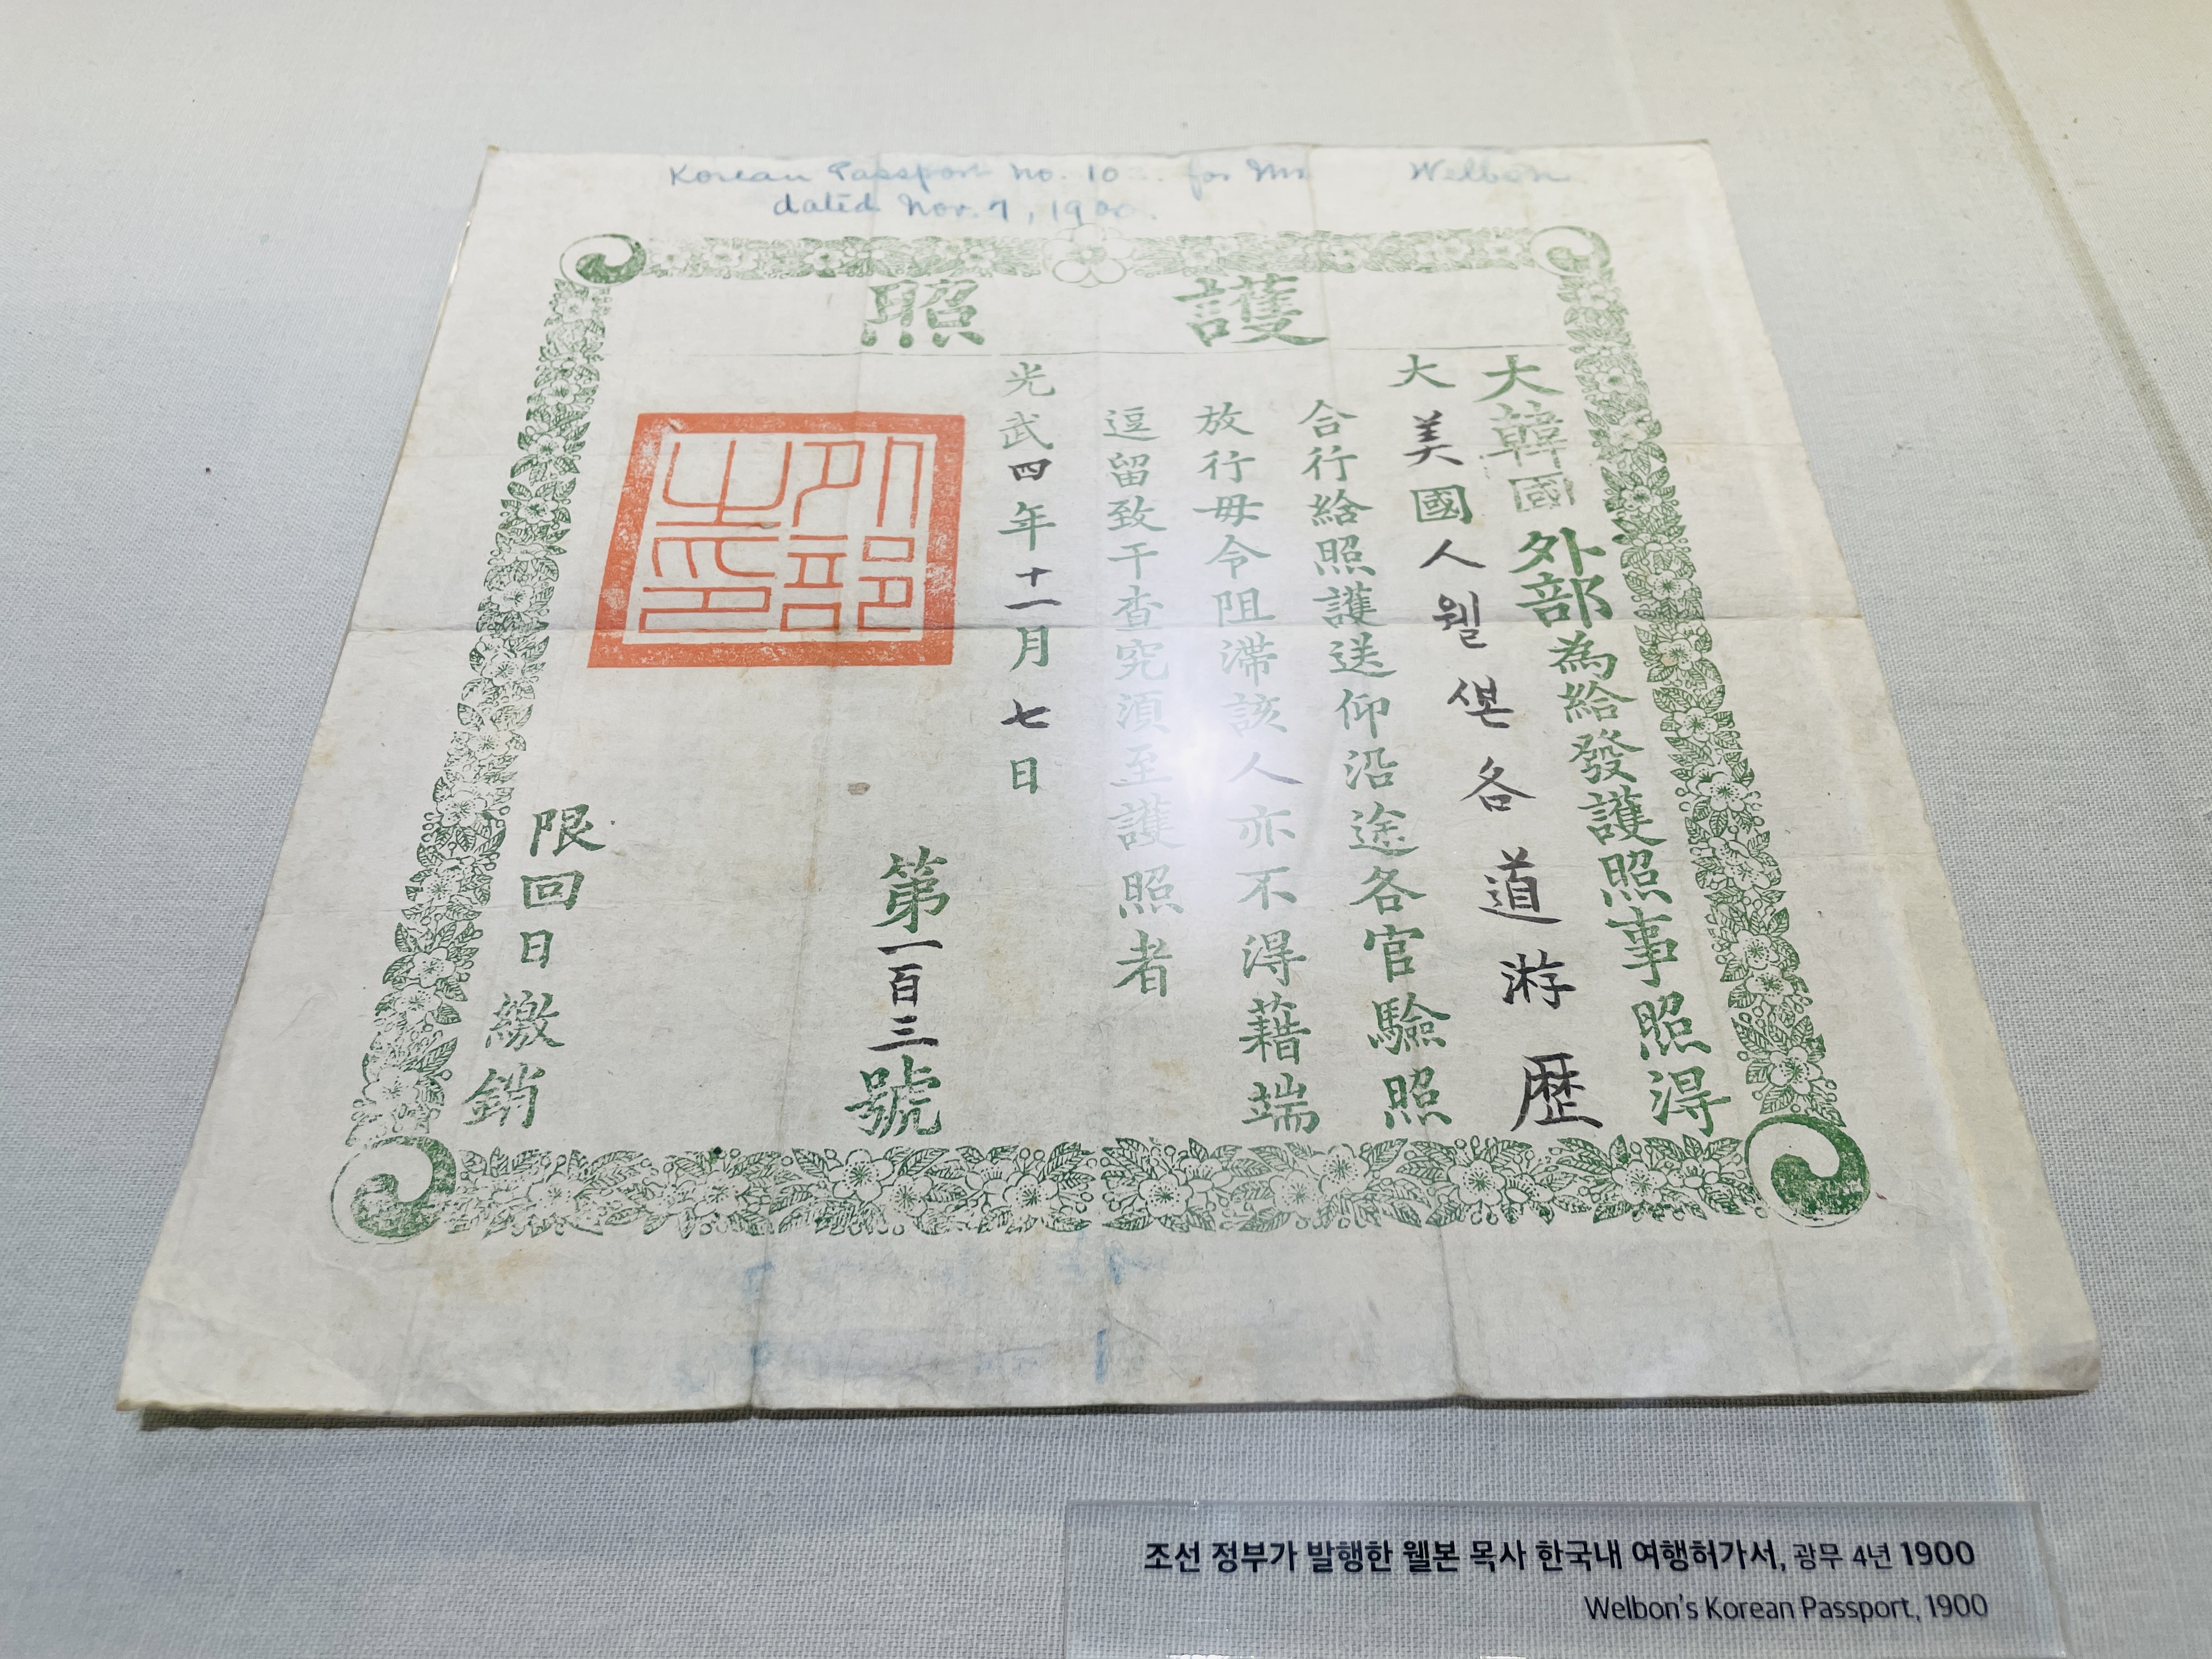 Korean Passport No. 10 for Mr Welbon
dated Nov. 7, 1900.
護照
大韓國外部為給發護照事照得
大美國人웰뽄各道游歷
合行給照護送仰沿途各官驗照
放行毋令阻滯該人亦不得藉端
逗留致干查究須至護照者
光武四年十一月七日
外部之印
第一百三號
限回日繳銷
조선 정부가 발행한 웰본 목사 한국내 여행허가서, 광무 4년 1900
Welbon's Korean Passport, 1900